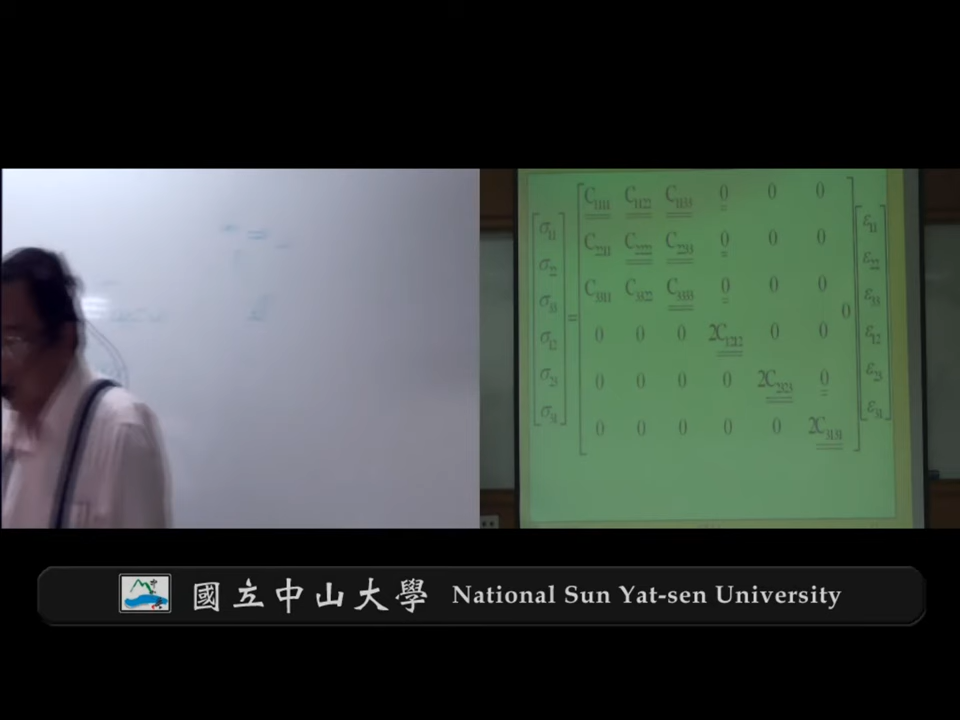 σ11 C1111 C1122 C1133 0 0 0 ε11
σ22 C2211 C2222 C2233 0 0 0 ε22
σ33 = C3311 C3322 C3333 0 0 0 ε33
σ12 0 0 0 2C1212 0 0 0 ε12
σ23 0 0 0 0 2C2323 0 ε23
σ31 0 0 0 0 0 2C3131 ε31
國立中山大學 National Sun Yat-sen University